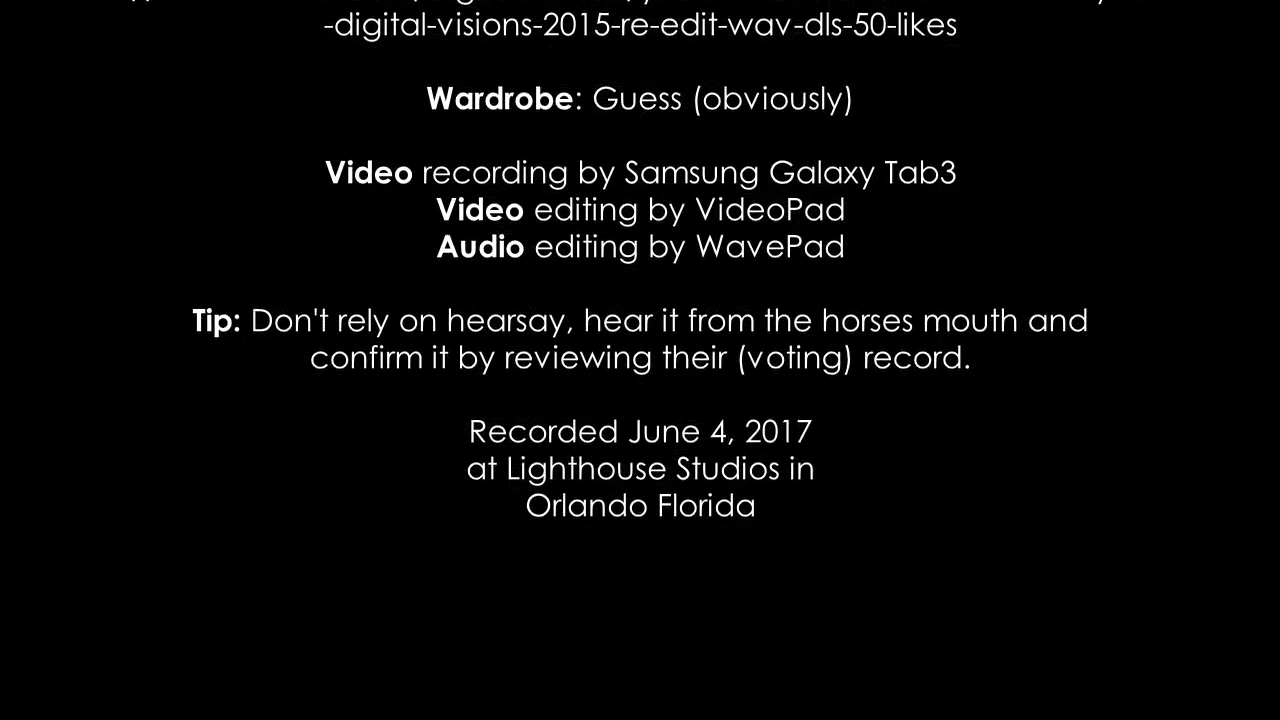 -digital-visions-2015-re-edit-wav-dls-50-likes
Wardrobe: Guess (obviously)
Video recording by Samsung Galaxy Tab3
Video editing by VideoPad
Audio editing by WavePad
Tip: Don't rely on hearsay, hear it from the horses mouth and
confirm it by reviewing their (voting) record.
Recorded June 4, 2017
at Lighthouse Studios in
Orlando Florida